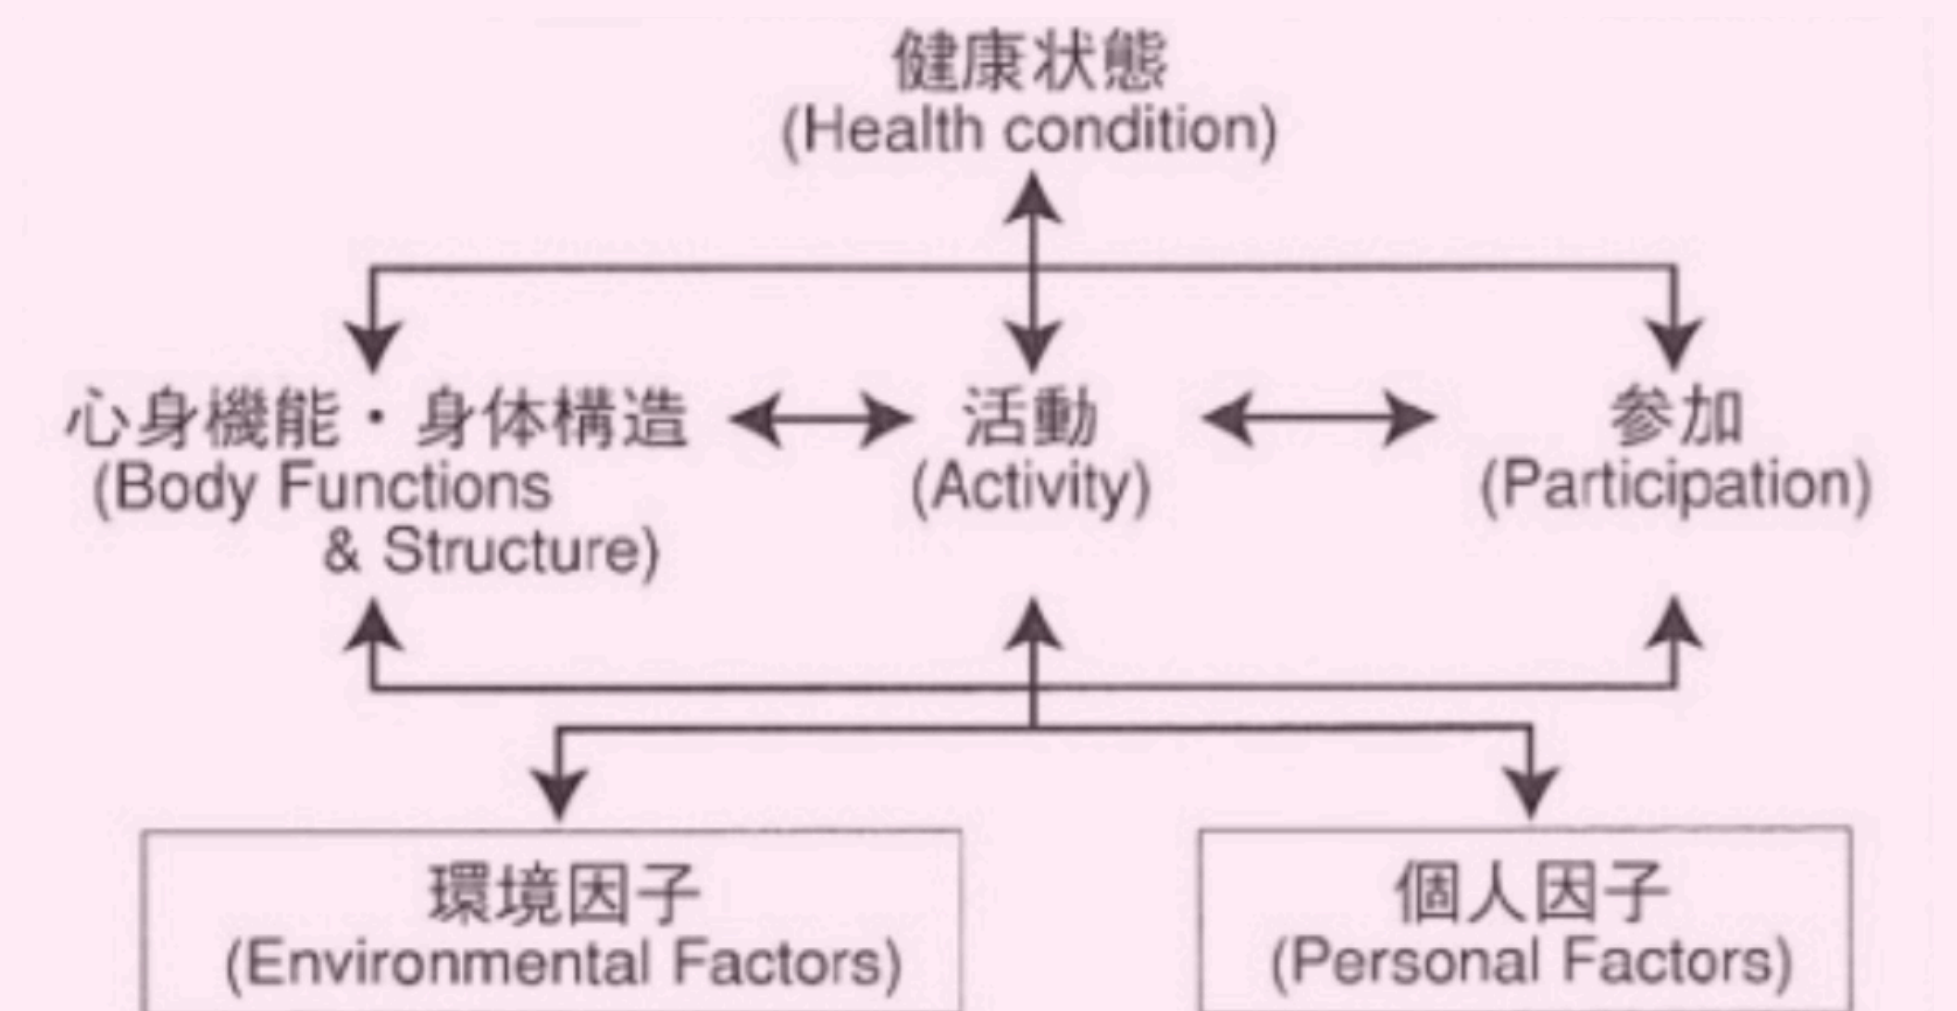 健康状態
(Health condition)
心身機能・身体構造
(Body Functions
& Structure)
活動
(Activity)
参加
(Participation)
環境因子
(Environmental Factors)
個人因子
(Personal Factors)